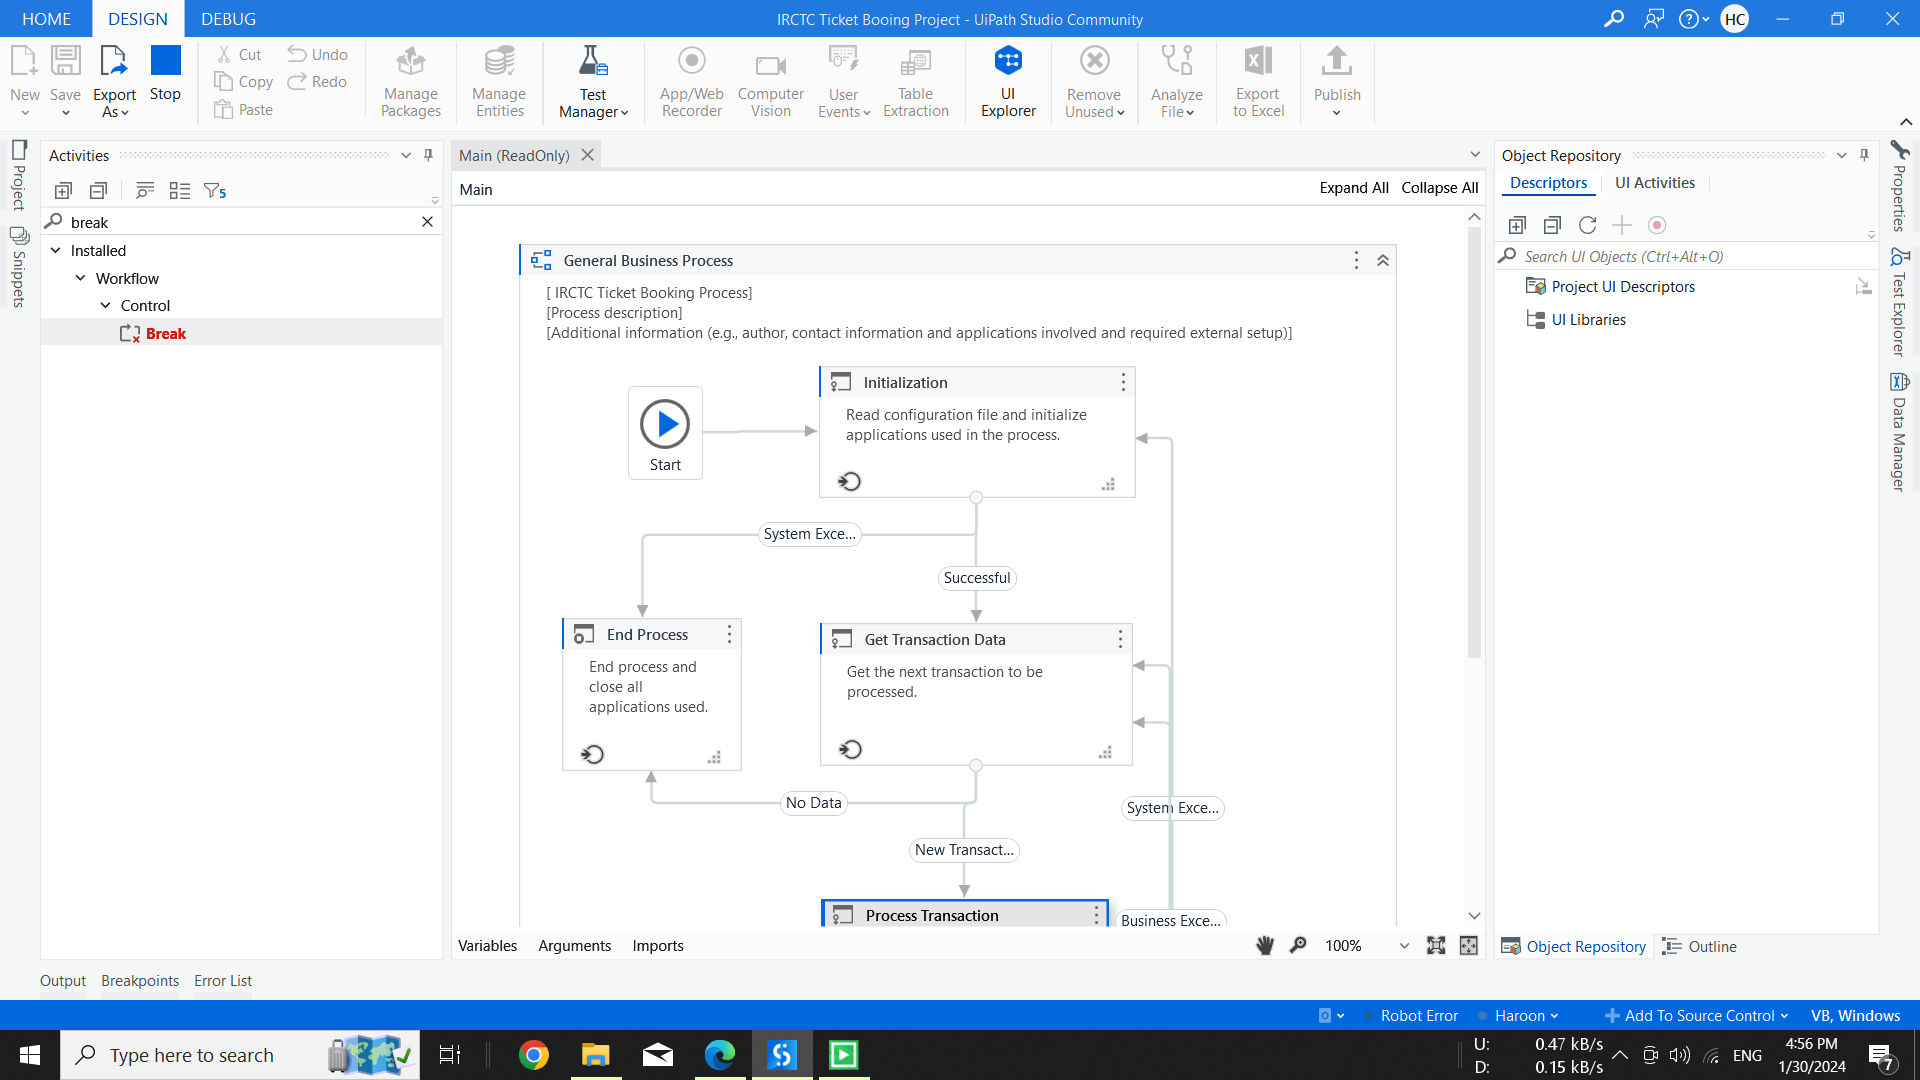 HOME DESIGN DEBUG
IRCTC Ticket Booing Project - UiPath Studio Community
HC
New
Save
Export
As
Stop
Cut
Copy
Paste
Undo
Redo
Manage
Packages
Manage
Entities
Test
Manager
App/Web
Recorder
Computer
Vision
User
Events
Table
Extraction
UI
Explorer
Remove
Unused
Analyze
File
Export
to Excel
Publish
Project
Snippets
Activities
5
break
Installed
Workflow
Control
Break
Main (ReadOnly)
Main
Expand All Collapse All
General Business Process
[ IRCTC Ticket Booking Process]
[Process description]
[Additional information (e.g., author, contact information and applications involved and required external setup)]
Start
Initialization
Read configuration file and initialize
applications used in the process.
System Exce...
Successful
End Process
End process and
close all
applications used.
Get Transaction Data
Get the next transaction to be
processed.
No Data
System Exce...
New Transact...
Process Transaction
Business Exce...
Variables Arguments Imports
100%
Object Repository
Descriptors UI Activities
Search UI Objects (Ctrl+Alt+O)
Project UI Descriptors
UI Libraries
Object Repository Outline
Properties
Test Explorer
Data Manager
Output Breakpoints Error List
Robot Error Haroon Add To Source Control VB, Windows
Type here to search
U: 0.47 kB/s
D: 0.15 kB/s
ENG
4:56 PM
1/30/2024
7